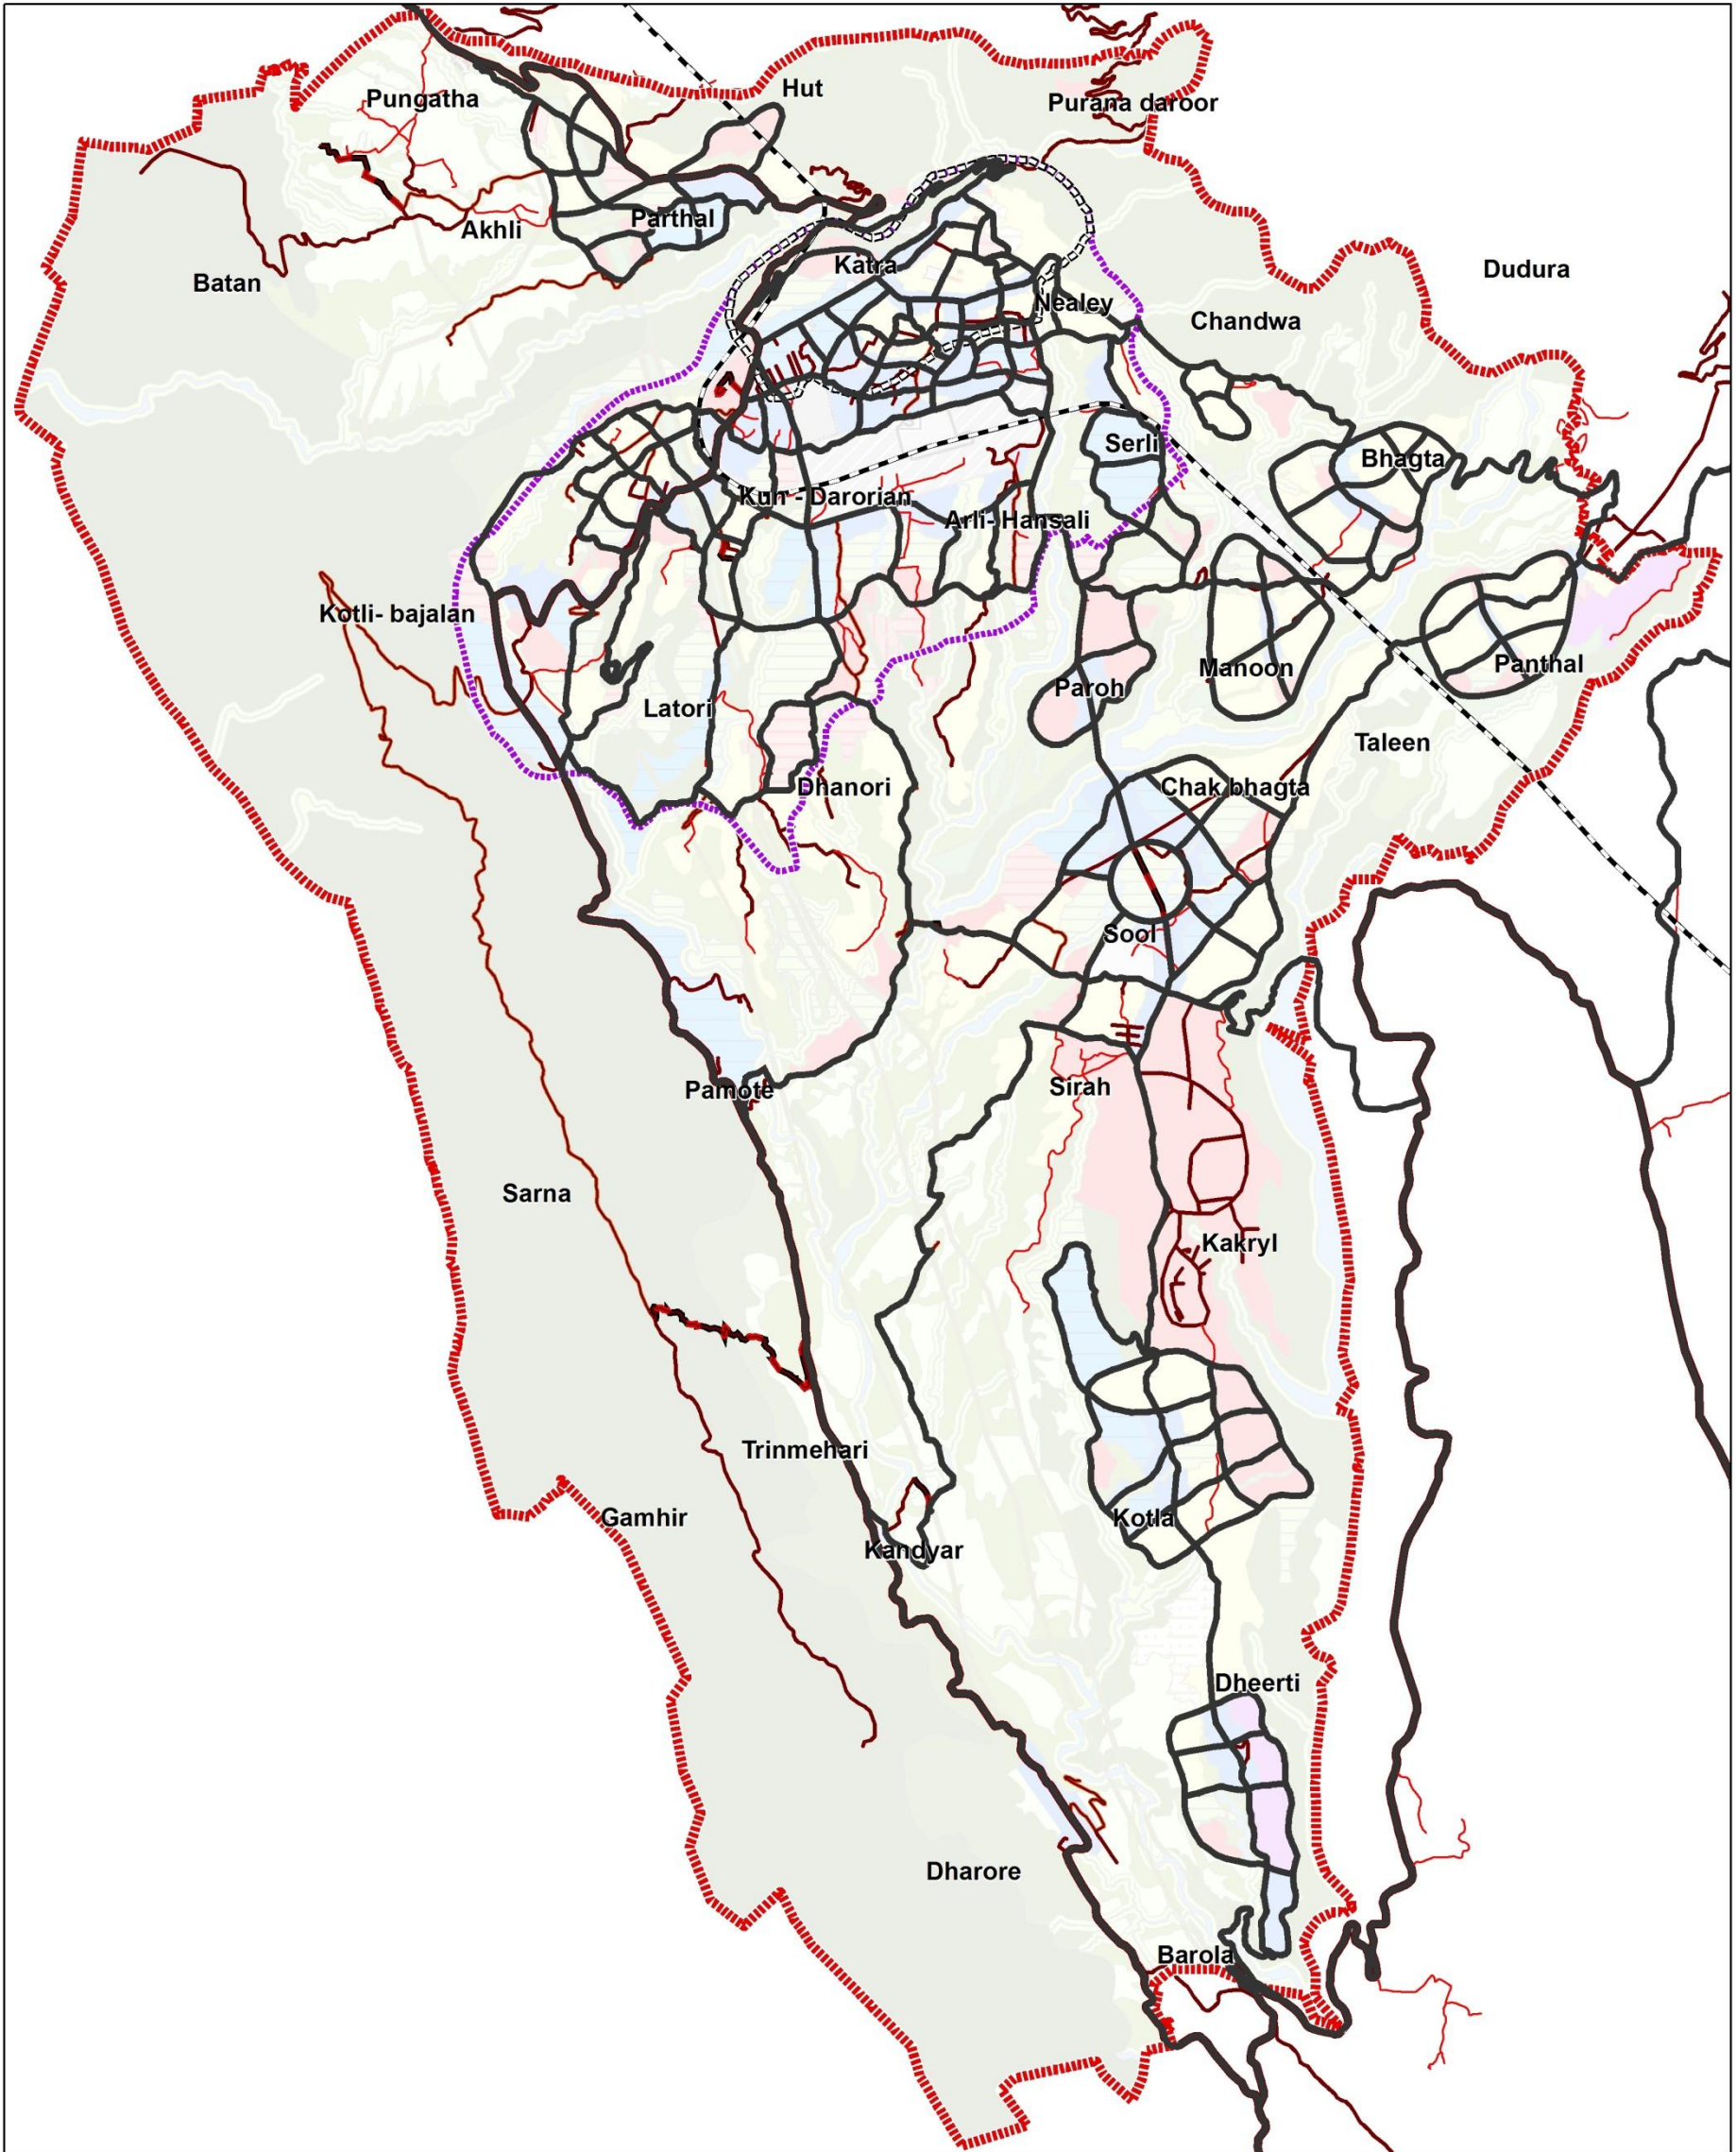 Hut
Pungatha
Purana daroor
Parthal
Akhli
Katra
Dudura
Batan
Nealey
Chandwa
Serli
Bhagta
Kun - Darorian
Arli- Hansali
Kotli- bajalan
Panthal
Manoon
Paroh
Latori
Taleen
Dhanori
Chak bhagta
Sool
Sirah
Pamote
Sarna
Kakryl
Trinmehari
Gamhir
Kotla
Kandyar
Dheerti
Dharore
Barola